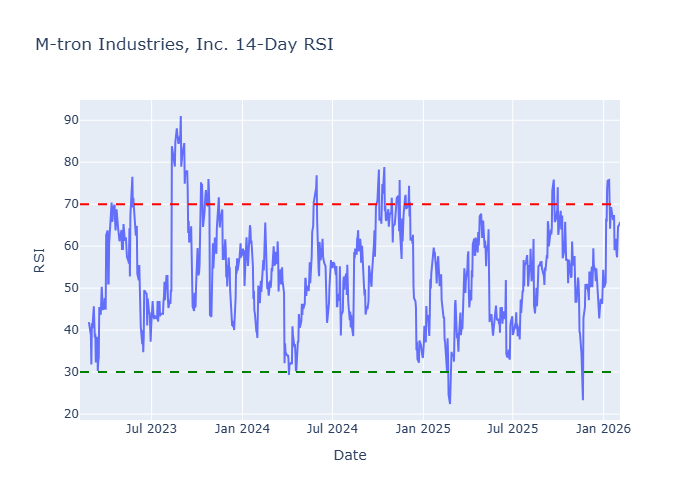 M-tron Industries, Inc. 14-Day RSI
90
80
70
60
50
40
30
20
RSI
Jul 2023
Jan 2024
Jul 2024
Jan 2025
Jul 2025
Jan 2026
Date